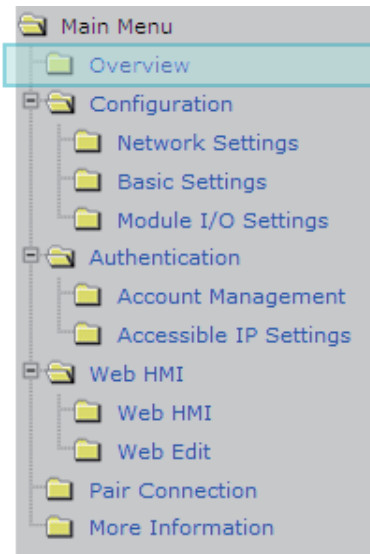 Main Menu
Overview
Configuration
Network Settings
Basic Settings
Module I/O Settings
Authentication
Account Management
Accessible IP Settings
Web HMI
Web HMI
Web Edit
Pair Connection
More Information